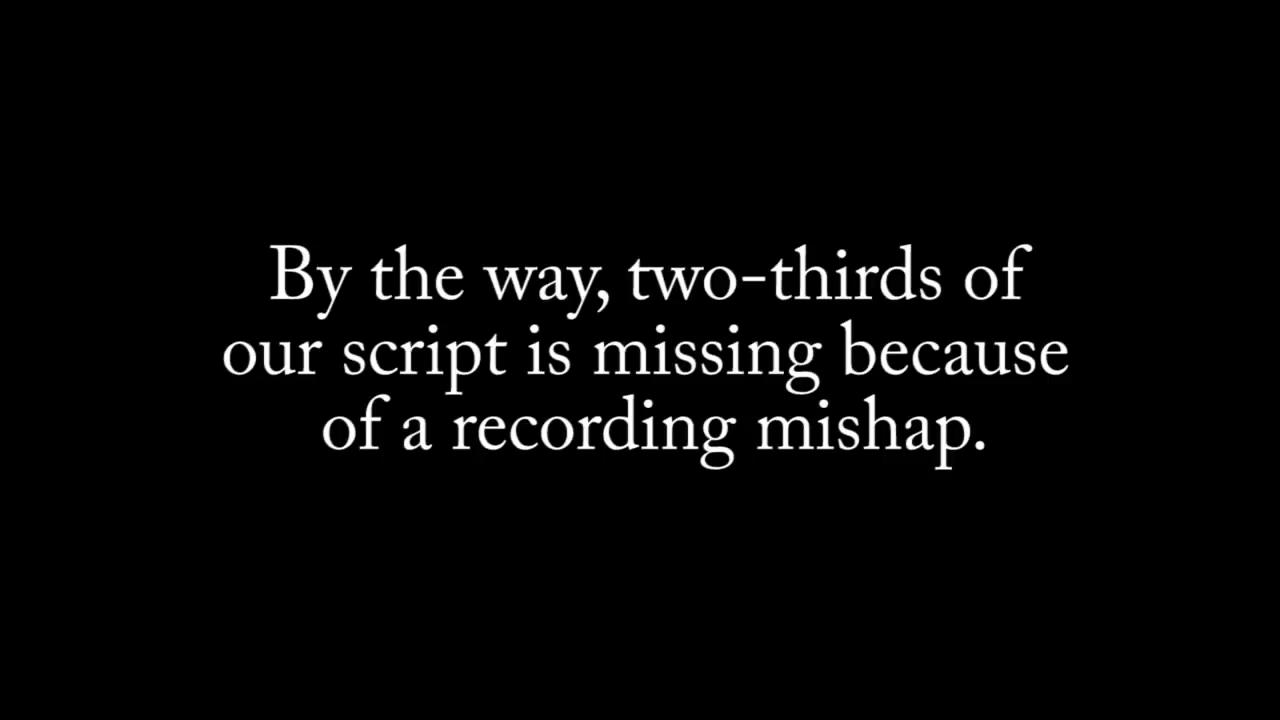 By the way, two-thirds of
our script is missing because
of a recording mishap.